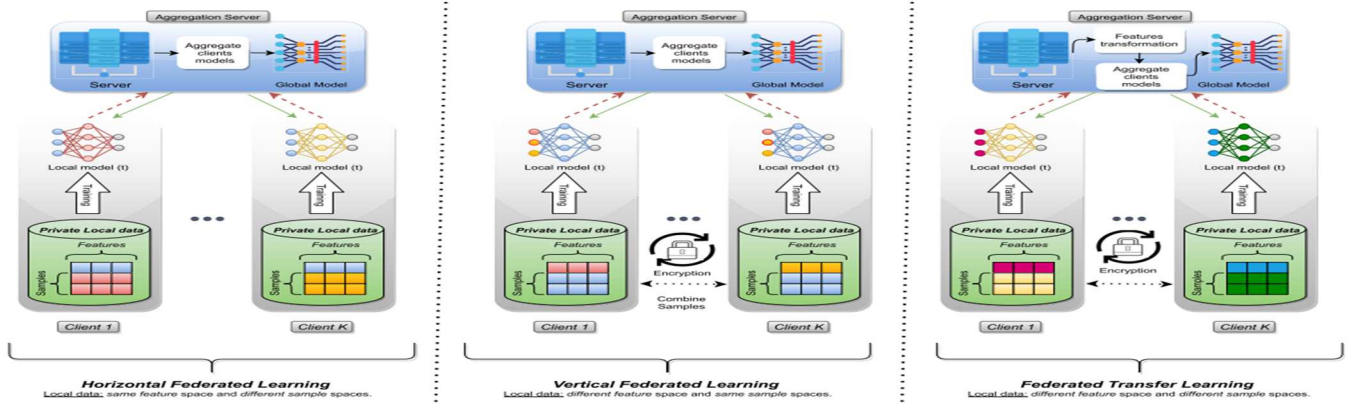 Aggregation Server
Aggregate
clients
models
Server
Global Model
Local model (t)
Training
Private Local data
Features
Samples
Client 1
Local model (t)
Training
Private Local data
Features
Samples
Client K
Horizontal Federated Learning
Local data: same feature space and different sample spaces.
Aggregation Server
Aggregate
clients
models
Server
Global Model
Local model (t)
Training
Private Local data
Features
Samples
Client 1
Encryption
Combine
Samples
Local model (t)
Training
Private Local data
Features
Samples
Client K
Vertical Federated Learning
Local data: different feature space and same sample spaces.
Aggregation Server
Features
transformation
Aggregate
clients
models
Server
Global Model
Local model (t)
Training
Private Local data
Features
Samples
Client 1
Encryption
Local model (t)
Training
Private Local data
Features
Samples
Client K
Federated Transfer Learning
Local data: different feature space and different sample spaces.